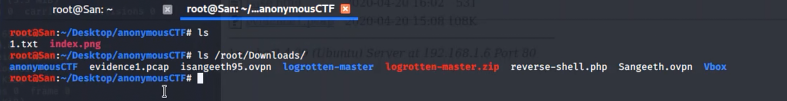 root@San: ~
root@San: ~/...anonymousCTF
root@San:~/Desktop/anonymousCTF# ls
1.txt index.png
root@San:~/Desktop/anonymousCTF# ls /root/Downloads/
anonymousCTF evidence1.pcap isangeeth95.ovpn logrotten-master logrotten-master.zip reverse-shell.php Sangeeth.ovpn Vbox
root@San:~/Desktop/anonymousCTF#